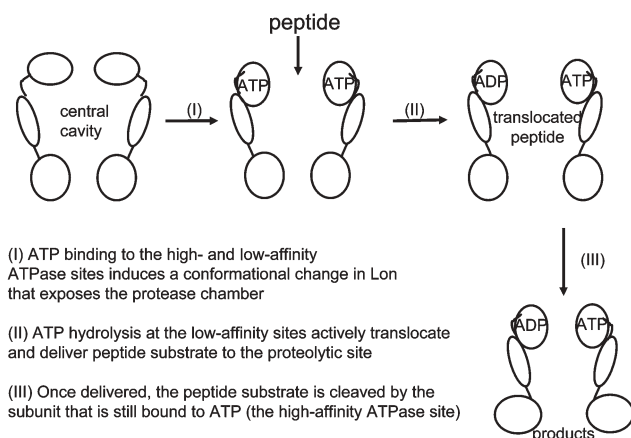 peptide
central
cavity
(I)
ATP
ATP
(II)
ADP
ATP
translocated
peptide
(III)
(I) ATP binding to the high- and low-affinity
ATPase sites induces a conformational change in Lon
that exposes the protease chamber
(II) ATP hydrolysis at the low-affinity sites actively translocate
and deliver peptide substrate to the proteolytic site
(III) Once delivered, the peptide substrate is cleaved by the
subunit that is still bound to ATP (the high-affinity ATPase site)
ADP
ATP
products